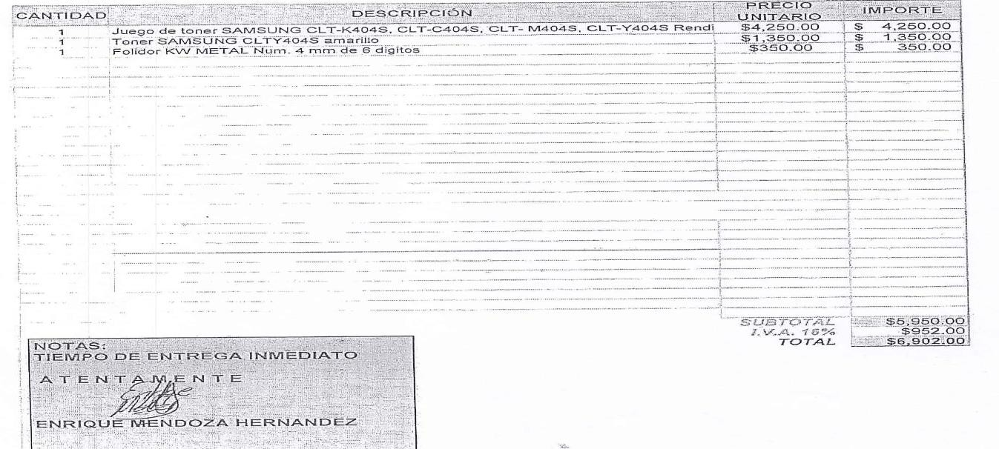 CANTIDAD DESCRIPCIÓN PRECIO UNITARIO IMPORTE
1 Juego de toner SAMSUNG CLT-K404S, CLT-C404S, CLT- M404S, CLT-Y404S Rendi $4,250.00 $ 4,250.00
1 Toner SAMSUNG CLTY404S amarillo $1,350.00 $ 1,350.00
1 Folidor KW METAL Num. 4 mm de 6 digitos $350.00 $ 350.00
SUBTOTAL $5,950.00
I.V.A. 16% $952.00
TOTAL $6,902.00
NOTAS:
TIEMPO DE ENTREGA INMEDIATO
A T E N T A M E N T E
ENRIQUE MENDOZA HERNANDEZ